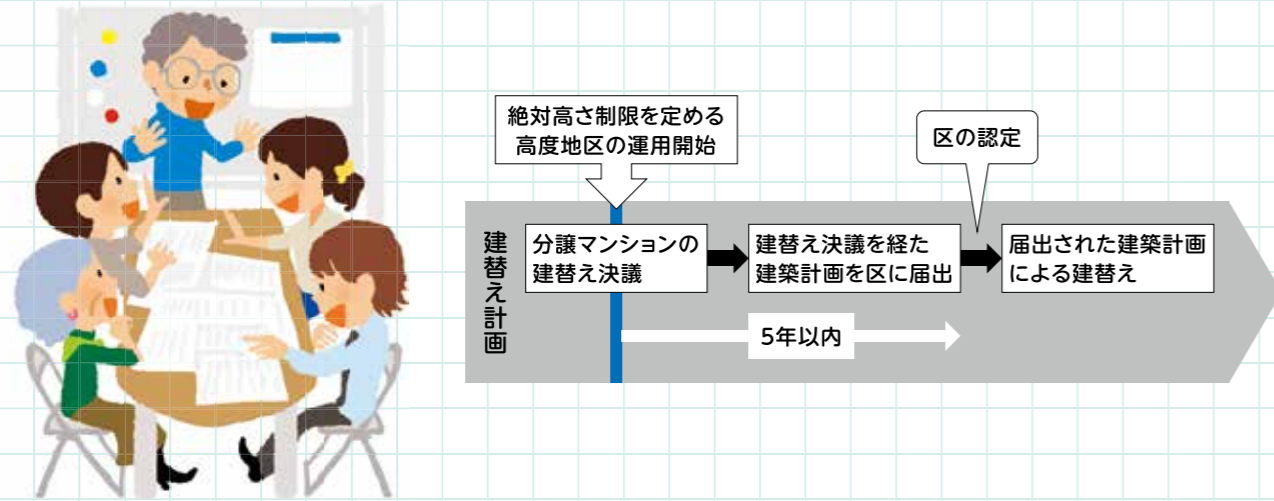 絶対高さ制限を定める
高度地区の運用開始
区の認定
建替え計画
分譲マンションの
建替え決議
建替え決議を経た
建築計画を区に届出
届出された建築計画
による建替え
5年以内